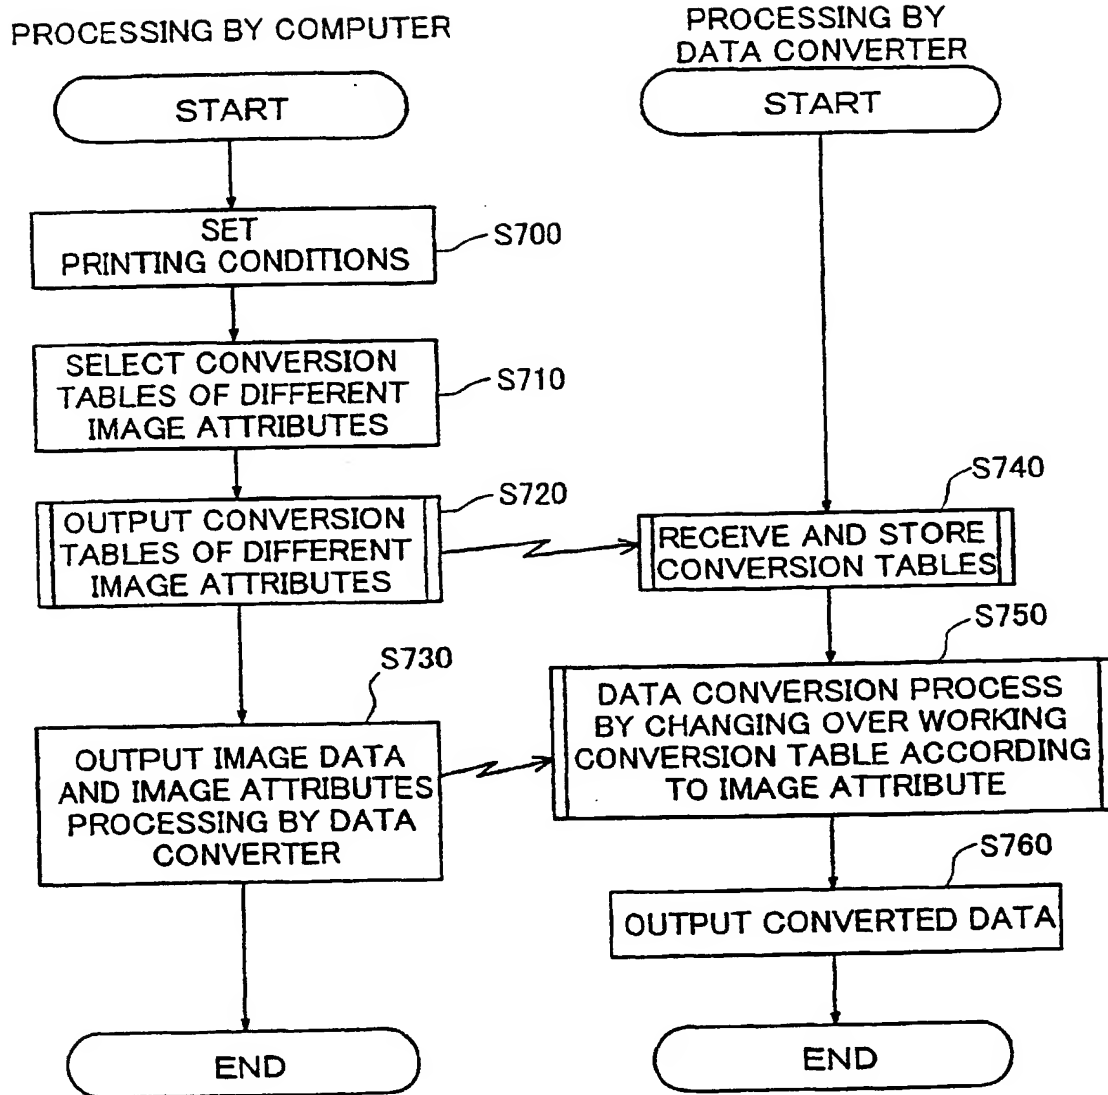 PROCESSING BY COMPUTER
START
SET
PRINTING CONDITIONS
S700
SELECT CONVERSION
TABLES OF DIFFERENT
IMAGE ATTRIBUTES
S710
OUTPUT CONVERSION
TABLES OF DIFFERENT
IMAGE ATTRIBUTES
S720
S730
OUTPUT IMAGE DATA
AND IMAGE ATTRIBUTES
PROCESSING BY DATA
CONVERTER
END
PROCESSING BY
DATA CONVERTER
START
S740
RECEIVE AND STORE
CONVERSION TABLES
S750
DATA CONVERSION PROCESS
BY CHANGING OVER WORKING
CONVERSION TABLE ACCORDING
TO IMAGE ATTRIBUTE
S760
OUTPUT CONVERTED DATA
END